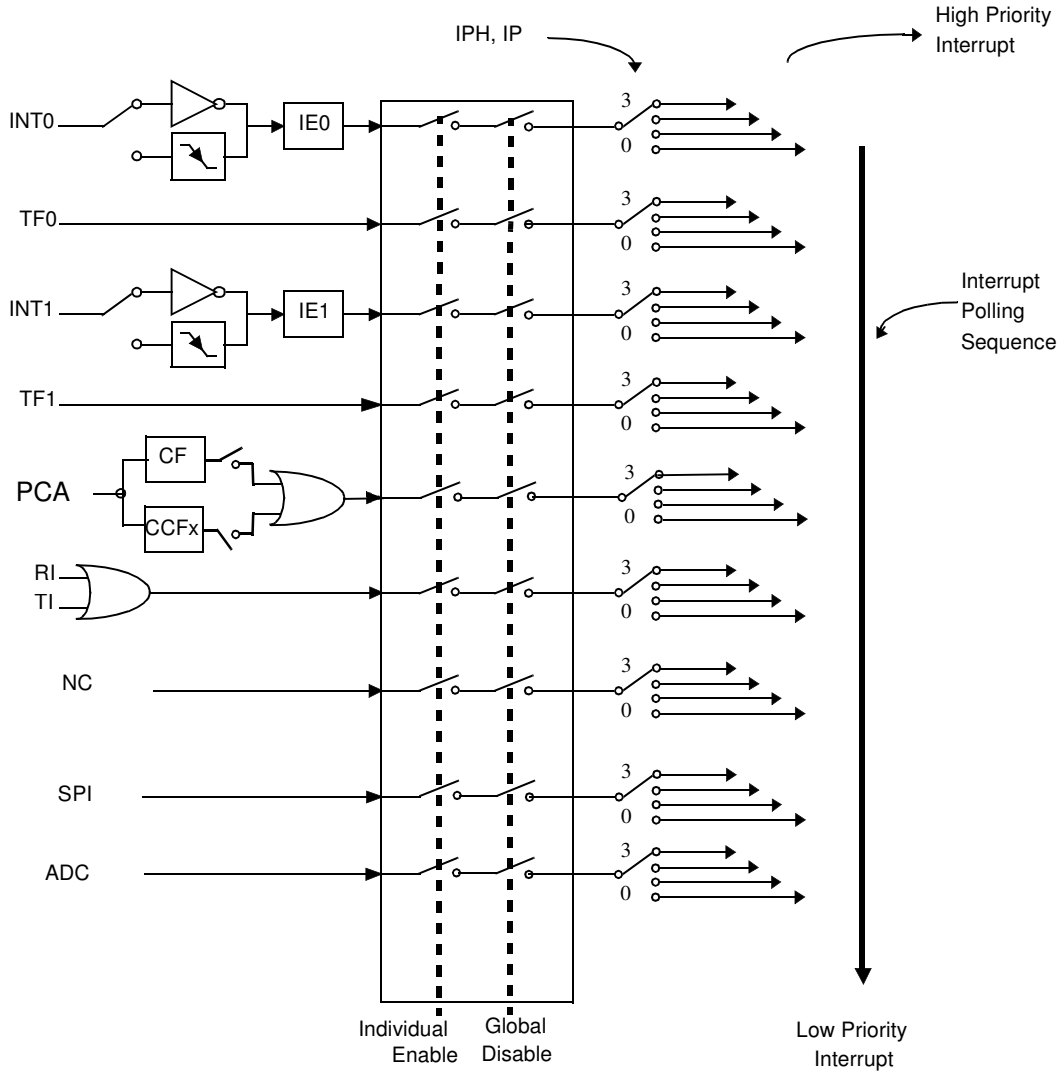 High Priority
Interrupt
IPH, IP
INT0
IE0
3
0
TF0
3
0
INT1
IE1
3
0
Interrupt
Polling
Sequence
TF1
3
0
PCA
CF
CCFx
3
0
RI
TI
3
0
NC
3
0
SPI
3
0
ADC
3
0
Individual
Enable
Global
Disable
Low Priority
Interrupt